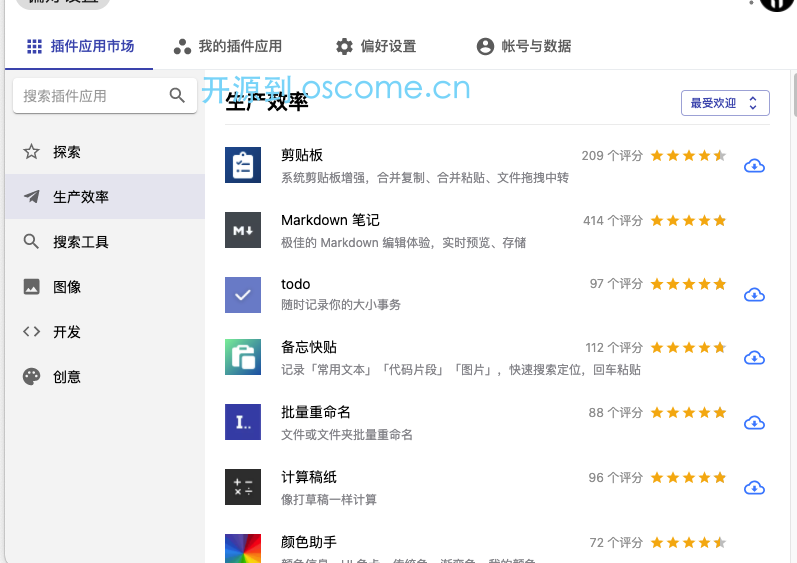 偏好设置
插件应用市场
我的插件应用
偏好设置
帐号与数据
搜索插件应用
探索
生产效率
搜索工具
图像
开发
创意
开源到 oscome.cn
生产效率
最受欢迎
剪贴板
209 个评分
系统剪贴板增强，合并复制、合并粘贴、文件拖拽中转
M↓
Markdown 笔记
414 个评分
极佳的 Markdown 编辑体验，实时预览、存储
todo
97 个评分
随时记录你的大小事务
备忘快贴
112 个评分
记录「常用文本」「代码片段」「图片」，快速搜索定位，回车粘贴
I..
批量重命名
88 个评分
文件或文件夹批量重命名
计算稿纸
96 个评分
像打草稿一样计算
颜色助手
72 个评分